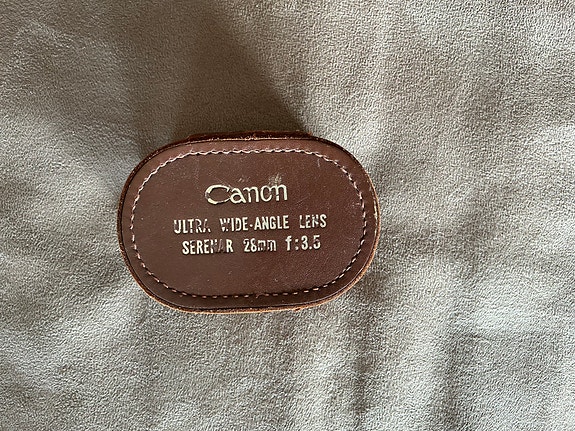 Canon
ULTRA WIDE-ANGLE LENS
SERENAR 28mm f:3.5